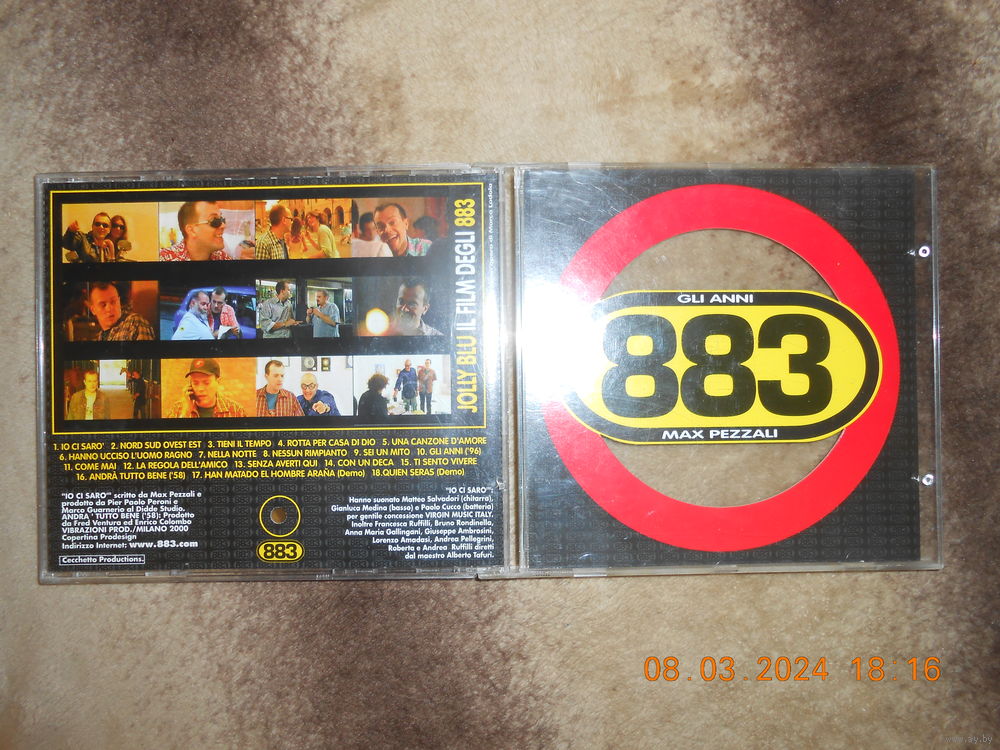 JOLLY BLU IL FILM DEGLI 883
1. IO CI SARO' 2. NORD SUD OVEST EST 3. TIENI IL TEMPO 4. ROTTA PER CASA DI DIO 5. UNA CANZONE D'AMORE
6. HANNO UCCISO L'UOMO RAGNO 7. NELLA NOTTE 8. NESSUN RIMPIANTO 9. SEI UN MITO 10. GLI ANNI ('96)
11. COME MAI 12. LA REGOLA DELL'AMICO 13. SENZA AVERTI QUI 14. CON UN DECA 15. TI SENTO VIVERE
16. ANDRÀ TUTTO BENE ('58) 17. HAN MATADO EL HOMBRE ARAÑA (Demo) 18. QUIEN SERAS (Demo)
"IO CI SARO'" scritto da Max Pezzali e
prodotto da Pier Paolo Peroni e
Marco Guarnerio al Didde Studio.
ANDRA' TUTTO BENE ('58): Prodotto
da Fred Ventura ed Enrico Colombo
VIBRAZIONI PROD./MILANO 2000
Copertina Prodesign
Indirizzo Internet: www.883.com
Cecchetto Productions.
883
"IO CI SARO'":
Hanno suonato Matteo Salvadori (chitarra),
Gianluca Medina (basso) e Paolo Cucco (batteria)
per gentile concessione VIRGIN MUSIC ITALY.
Inoltre Francesca Ruffilli, Bruno Rondinella,
Anna Maria Gallingani, Giuseppe Ambrosini,
Lorenzo Amadasi, Andrea Pellegrini,
Roberta e Andrea Ruffilli diretti
dal maestro Alberto Tafuri.
GLI ANNI
883
MAX PEZZALI
08.03.2024 18:16
www.ay.by